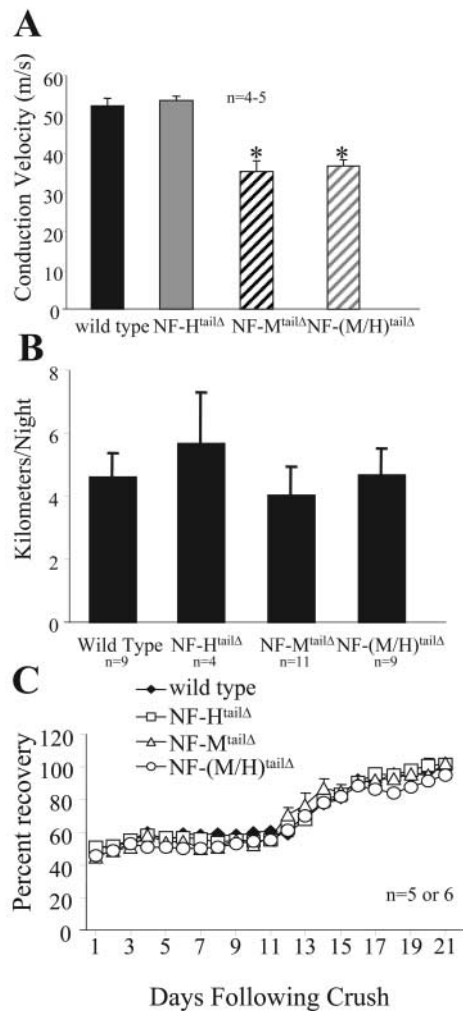 A
Conduction Velocity (m/s)
60
50
40
30
20
10
0
n=4-5
*
*
wild type NF-HtailΔ NF-MtailΔ NF-(M/H)tailΔ
B
Kilometers/Night
8
6
4
2
0
Wild Type NF-HtailΔ NF-MtailΔ NF-(M/H)tailΔ
n=9 n=4 n=11 n=9
C
wild type
NF-HtailΔ
NF-MtailΔ
NF-(M/H)tailΔ
Percent recovery
120
100
80
60
40
20
0
n=5 or 6
1 3 5 7 9 11 13 15 17 19 21
Days Following Crush